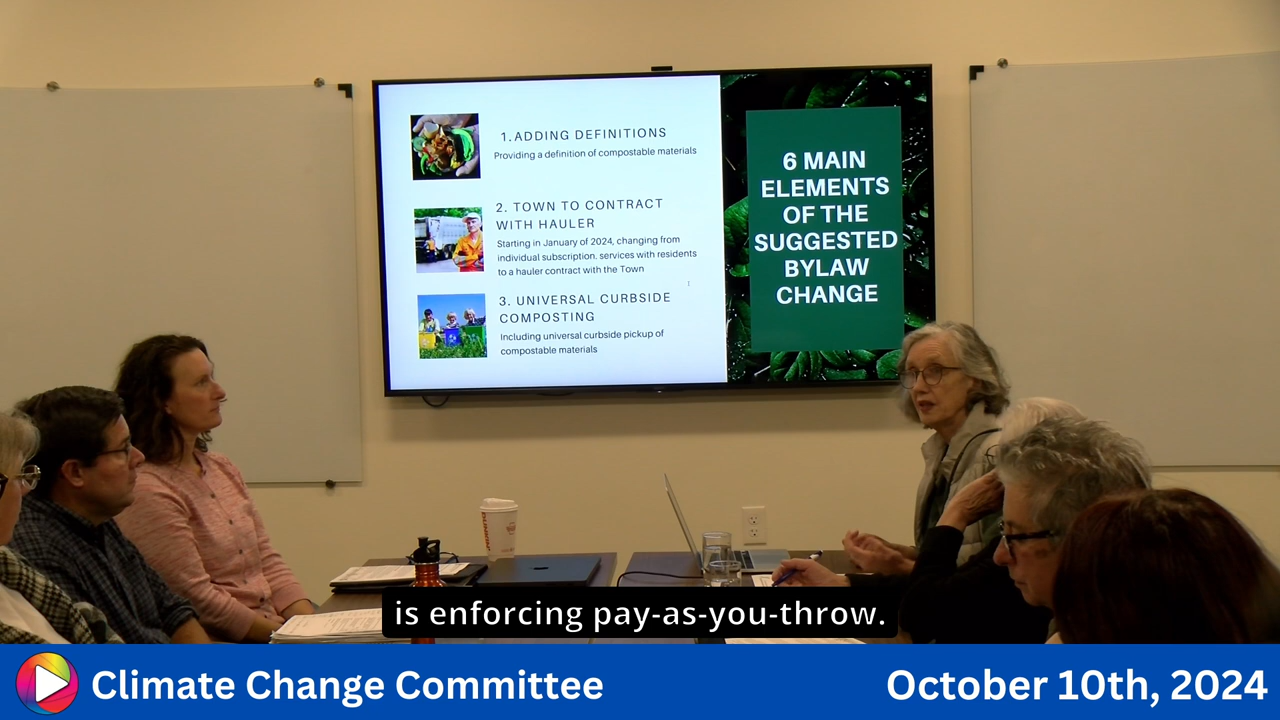 1. ADDING DEFINITIONS
Providing a definition of compostable materials
2. TOWN TO CONTRACT
WITH HAULER
Starting in January of 2024, changing from
individual subscription. services with residents
to a hauler contract with the Town
3. UNIVERSAL CURBSIDE
COMPOSTING
Including universal curbside pickup of
compostable materials
6 MAIN
ELEMENTS
OF THE
SUGGESTED
BYLAW
CHANGE
DUNKIN'
is enforcing pay-as-you-throw.
Climate Change Committee
October 10th, 2024